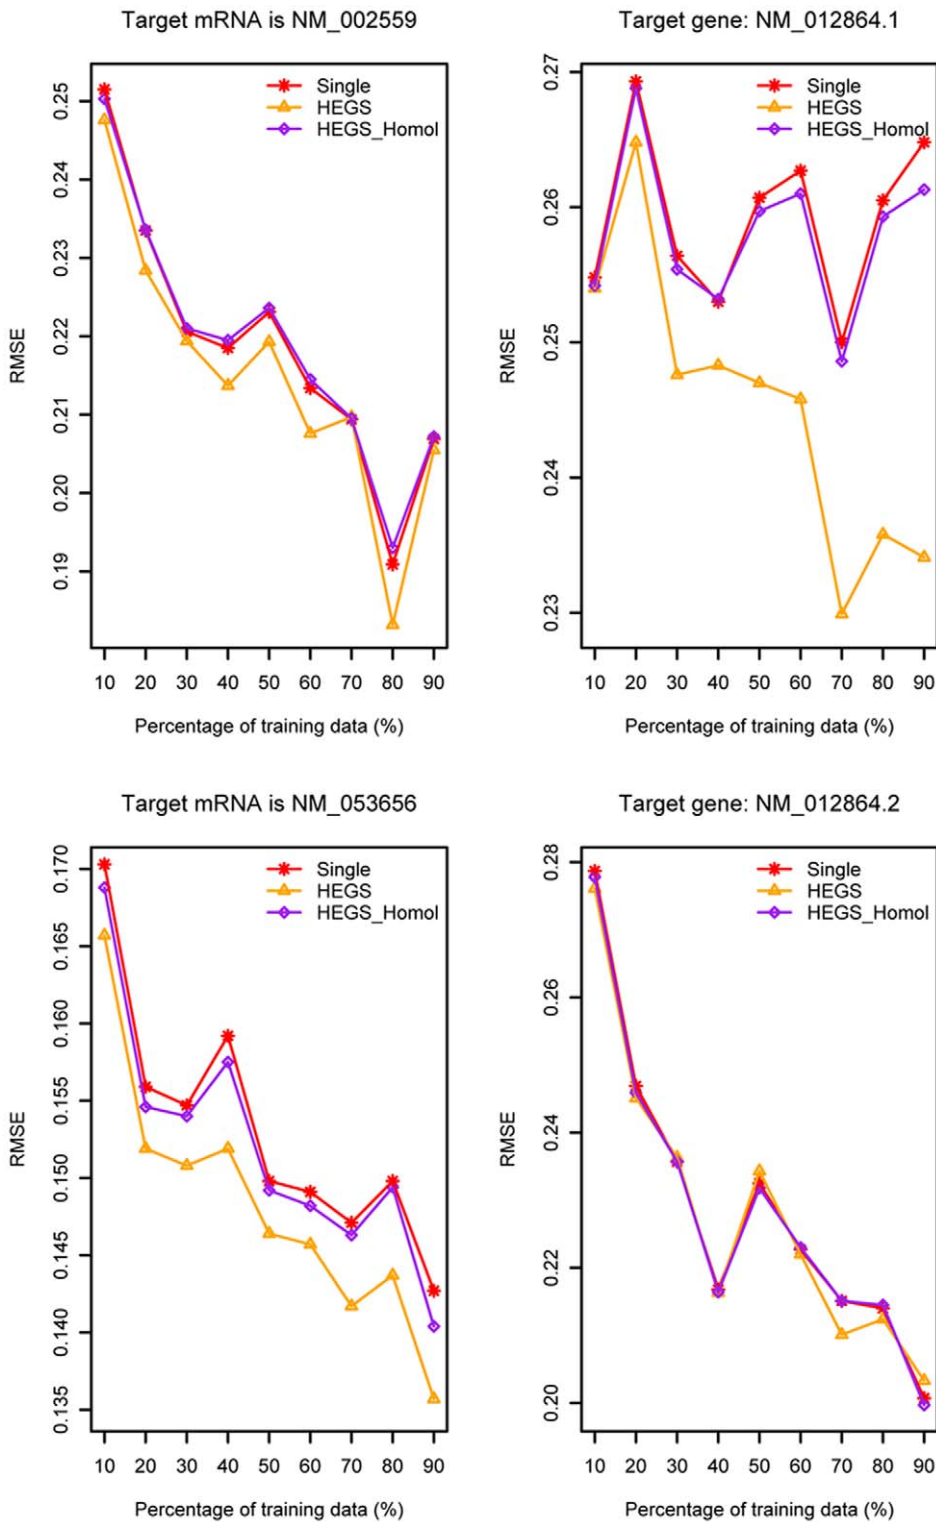 Target mRNA is NM_002559
Single
HEGS
HEGS_Homol
RMSE
0.25
0.24
0.23
0.22
0.21
0.20
0.19
10 20 30 40 50 60 70 80 90
Percentage of training data (%)
Target gene: NM_012864.1
Single
HEGS
HEGS_Homol
RMSE
0.27
0.26
0.25
0.24
0.23
10 20 30 40 50 60 70 80 90
Percentage of training data (%)
Target mRNA is NM_053656
Single
HEGS
HEGS_Homol
RMSE
0.170
0.165
0.160
0.155
0.150
0.145
0.140
0.135
10 20 30 40 50 60 70 80 90
Percentage of training data (%)
Target gene: NM_012864.2
Single
HEGS
HEGS_Homol
RMSE
0.28
0.26
0.24
0.22
0.20
10 20 30 40 50 60 70 80 90
Percentage of training data (%)